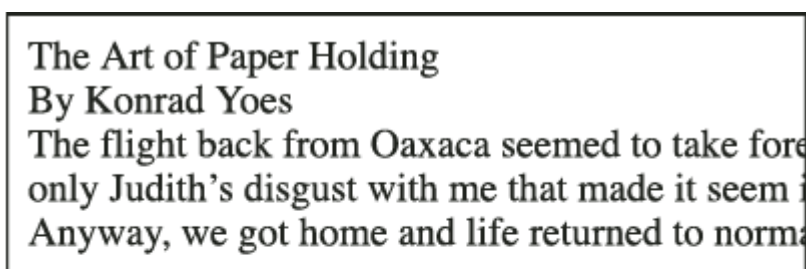 The Art of Paper Holding
By Konrad Yoes
The flight back from Oaxaca seemed to take
only Judith’s disgust with me that made it seem
Anyway, we got home and life returned to